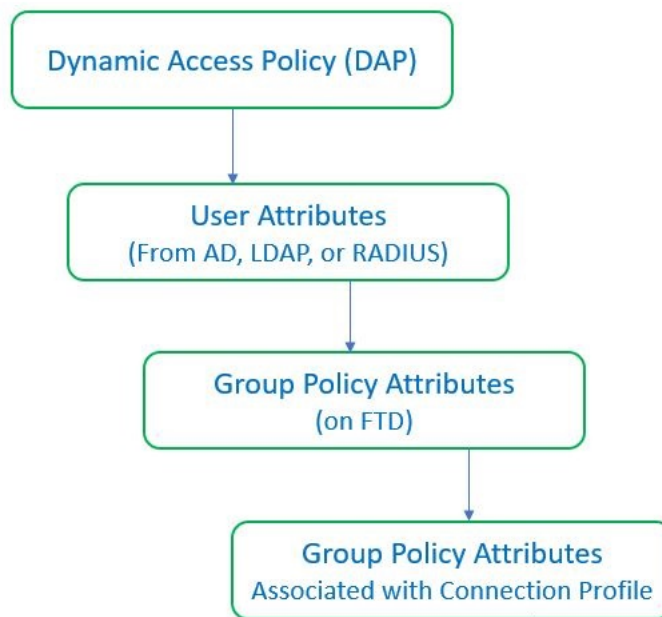 Dynamic Access Policy (DAP)
User Attributes
(From AD, LDAP, or RADIUS)
Group Policy Attributes
(on FTD)
Group Policy Attributes
Associated with Connection Profile